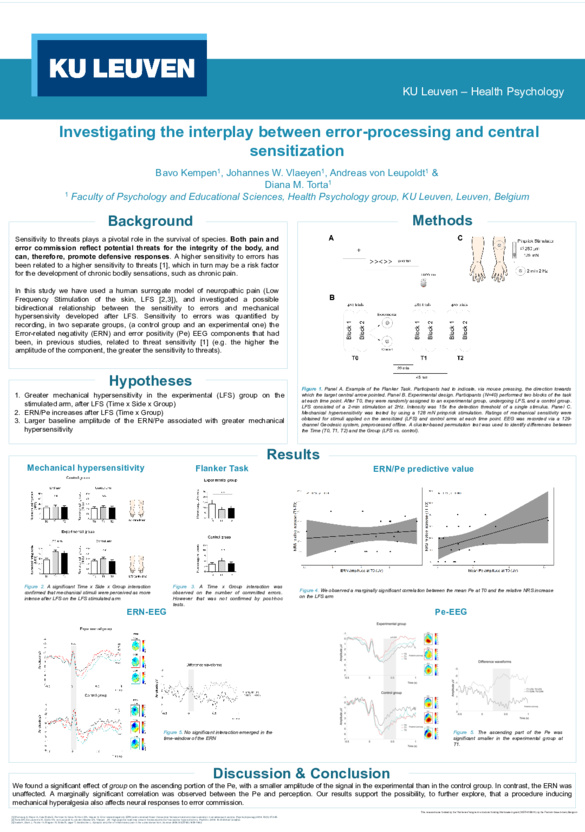 KU LEUVEN
KU Leuven – Health Psychology
Investigating the interplay between error-processing and central
sensitization
Bavo Kempen¹, Johannes W. Vlaeyen¹, Andreas von Leupoldt¹ &
Diana M. Torta¹
¹ Faculty of Psychology and Educational Sciences, Health Psychology group, KU Leuven, Leuven, Belgium
Background
Sensitivity to threats plays a pivotal role in the survival of species. Both pain and
error commission reflect potential threats for the integrity of the body, and
can, therefore, promote defensive responses. A higher sensitivity to errors has
been related to a higher sensitivity to threats [1], which in turn may be a risk factor
for the development of chronic bodily sensations, such as chronic pain.
In this study we have used a human surrogate model of neuropathic pain (Low
Frequency Stimulation of the skin, LFS [2,3]), and investigated a possible
bidirectional relationship between the sensitivity to errors and mechanical
hypersensivity developed after LFS. Sensitivity to errors was quantified by
recording, in two separate groups, (a control group and an experimental one) the
Error-related negativity (ERN) and error positivity (Pe) EEG components that had
been, in previous studies, related to threat sensitivity [1] (e.g. the higher the
amplitude of the component, the greater the sensitivity to threats).
Hypotheses
1. Greater mechanical hypersensitivity in the experimental (LFS) group on the
stimulated arm, after LFS (Time x Side x Group)
2. ERN/Pe increases after LFS (Time x Group)
3. Larger baseline amplitude of the ERN/Pe associated with greater mechanical
hypersensitivity
Methods
A
C
B
Block 1
Block 2
Block 1
Block 2
Block 1
Block 2
T0
T1
T2
Figure 1. Panel A. Example of the Flanker Task. Participants had to indicate, via mouse pressing, the direction towards
which the target central arrow pointed. Panel B. Experimental design. Participants (N=40) performed two blocks of the task
at each time point. After T0, they were randomly assigned to an experimental group, undergoing LFS, and a control group.
LFS consisted of a 2-min stimulation at 2Hz. Intensity was 15x the detection threshold of a single stimulus. Panel C.
Mechanical hypersensitivity was tested by using a 128 mN pinprick stimulation. Ratings of mechanical sensitivity were
obtained for stimuli applied on the sensitized (LFS) and control arms at each time point. EEG was recorded via a 129-
channel Geodesic system, preprocessed offline. A cluster-based permutation test was used to identify differences between
the Time (T0, T1, T2) and the Group (LFS vs. control).
Results
Mechanical hypersensitivity
Control group
Experimental group
Figure 2. A significant Time x Side x Group interaction
confirmed that mechanical stimuli were perceived as more
intense after LFS on the LFS stimulated arm
Flanker Task
Experimental group
Control group
A Time x Group interaction was
observed on the number of committed errors.
However that was not confirmed by post-hoc
tests.
ERN/Pe predictive value
Figure 4. We observed a marginally significant correlation between the mean Pe at T0 and the relative NRS increase
on the LFS arm
ERN-EEG
Experimental group
Control group
Difference waveforms
No significant interaction emerged in the
time-window of the ERN
Pe-EEG
Experimental group
Control group
Difference waveforms
The ascending part of the Pe was
significant smaller in the experimental group at
T1.
Discussion & Conclusion
We found a significant effect of group on the ascending portion of the Pe, with a smaller amplitude of the signal in the experimental group than in the control group. In contrast, the ERN was
unaffected. A marginally significant correlation was observed between the Pe and perception. Our results support the possibility, to further explore, that a procedure inducing
mechanical hyperalgesia also affects neural responses to error commission.